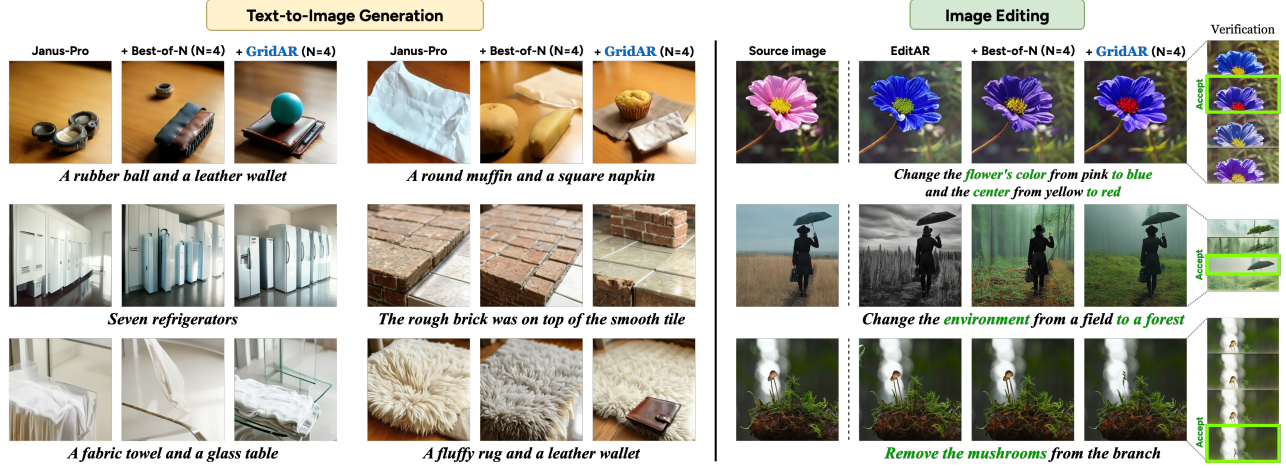 Text-to-Image Generation
Janus-Pro
+ Best-of-N (N=4)
+ GridAR (N=4)
Janus-Pro
+ Best-of-N (N=4)
+ GridAR (N=4)
A rubber ball and a leather wallet
A round muffin and a square napkin
Seven refrigerators
The rough brick was on top of the smooth tile
A fabric towel and a glass table
A fluffy rug and a leather wallet
Image Editing
Source image
EditAR
+ Best-of-N (N=4)
+ GridAR (N=4)
Verification
Accept
Change the flower's color from pink to blue
and the center from yellow to red
Accept
Change the environment from a field to a forest
Accept
Remove the mushrooms from the branch